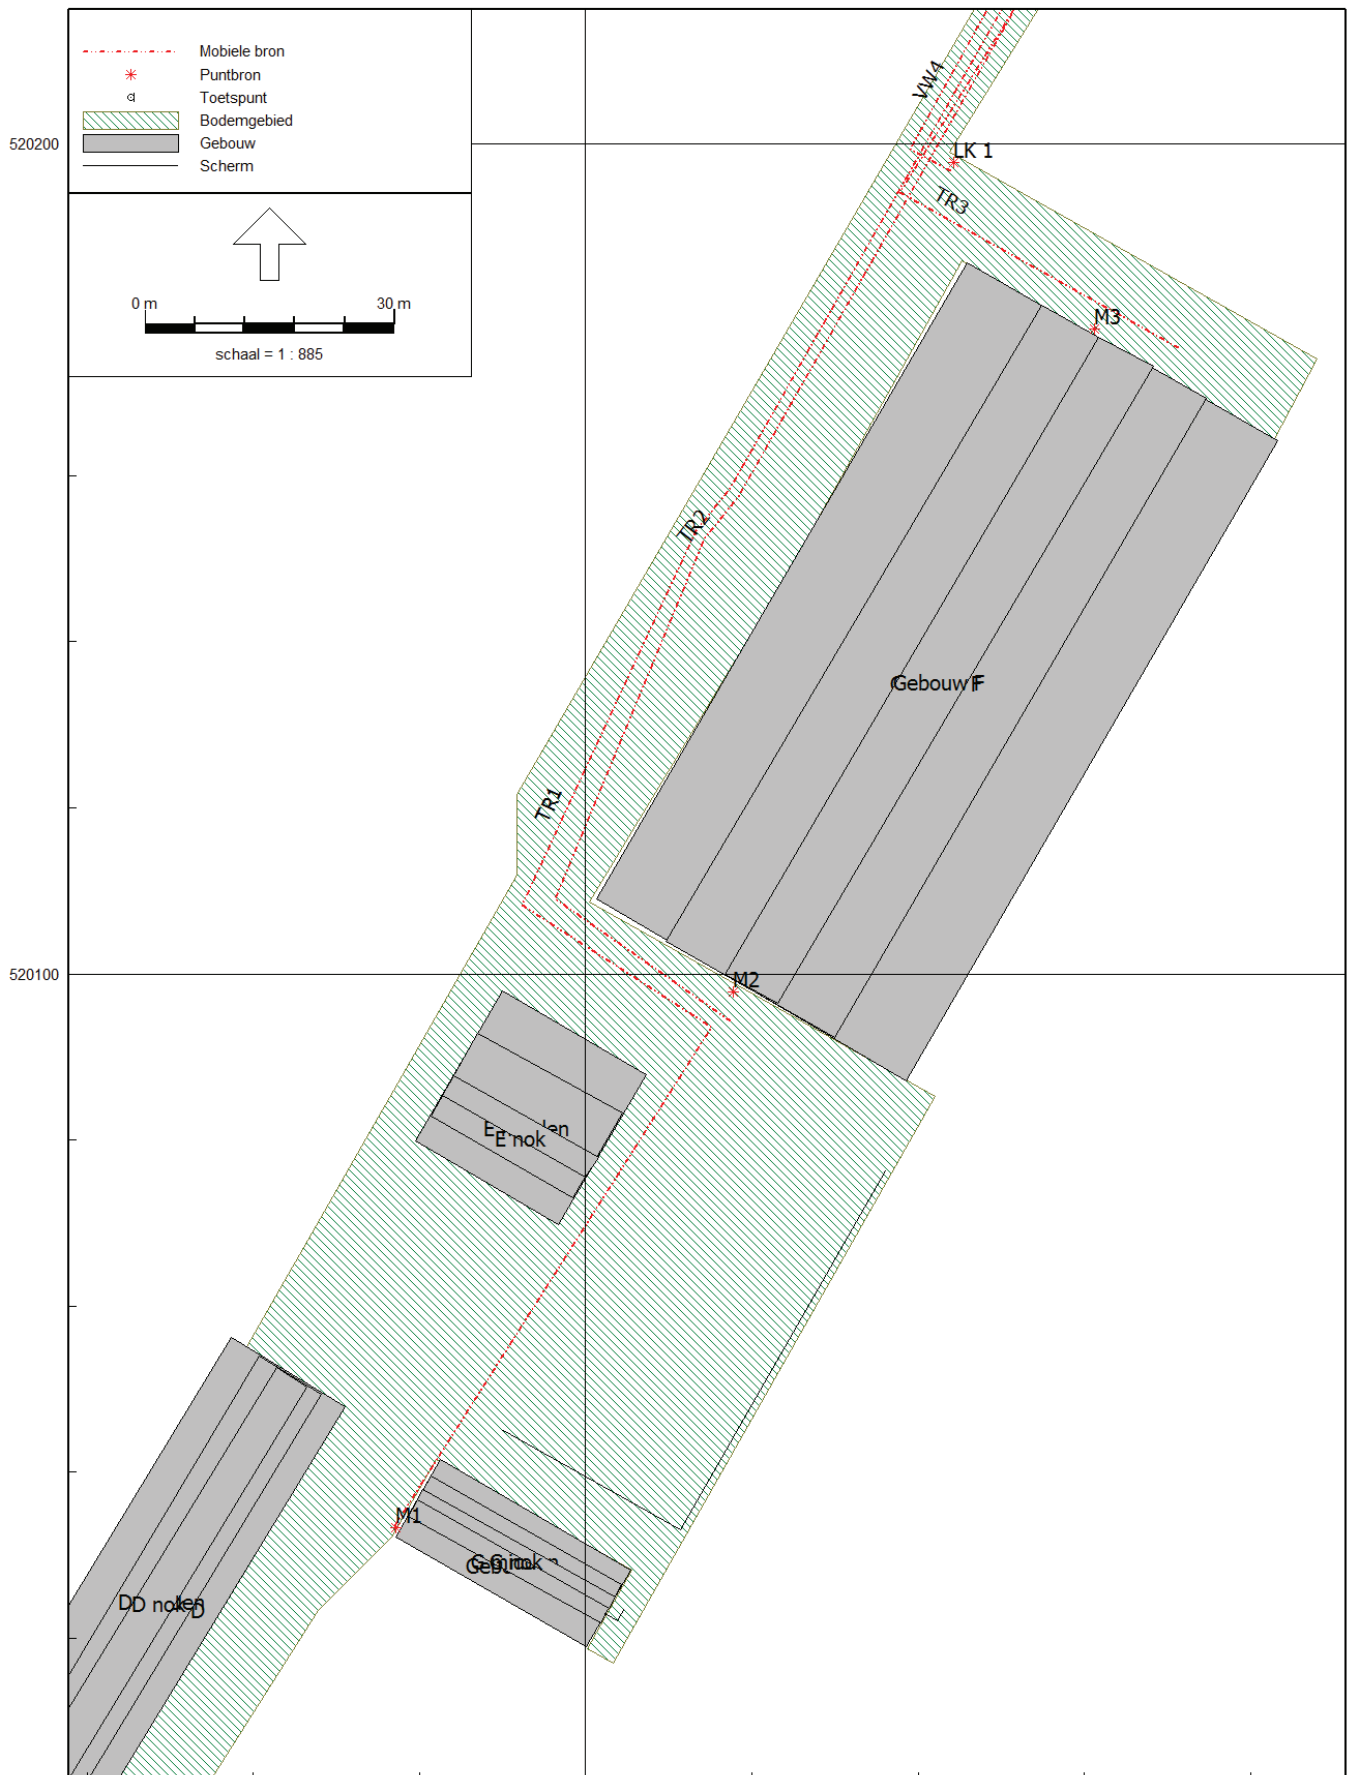 Mobiele bron
Puntbron
Toetspunt
Bodemgebied
Gebouw
Scherm
0 m 30 m
schaal = 1 : 885
520200
520100
VW4
LK 1
TR3
M3
TR2
Gebouw F
TR1
M2
E nok
M1
G nok
D nok
D